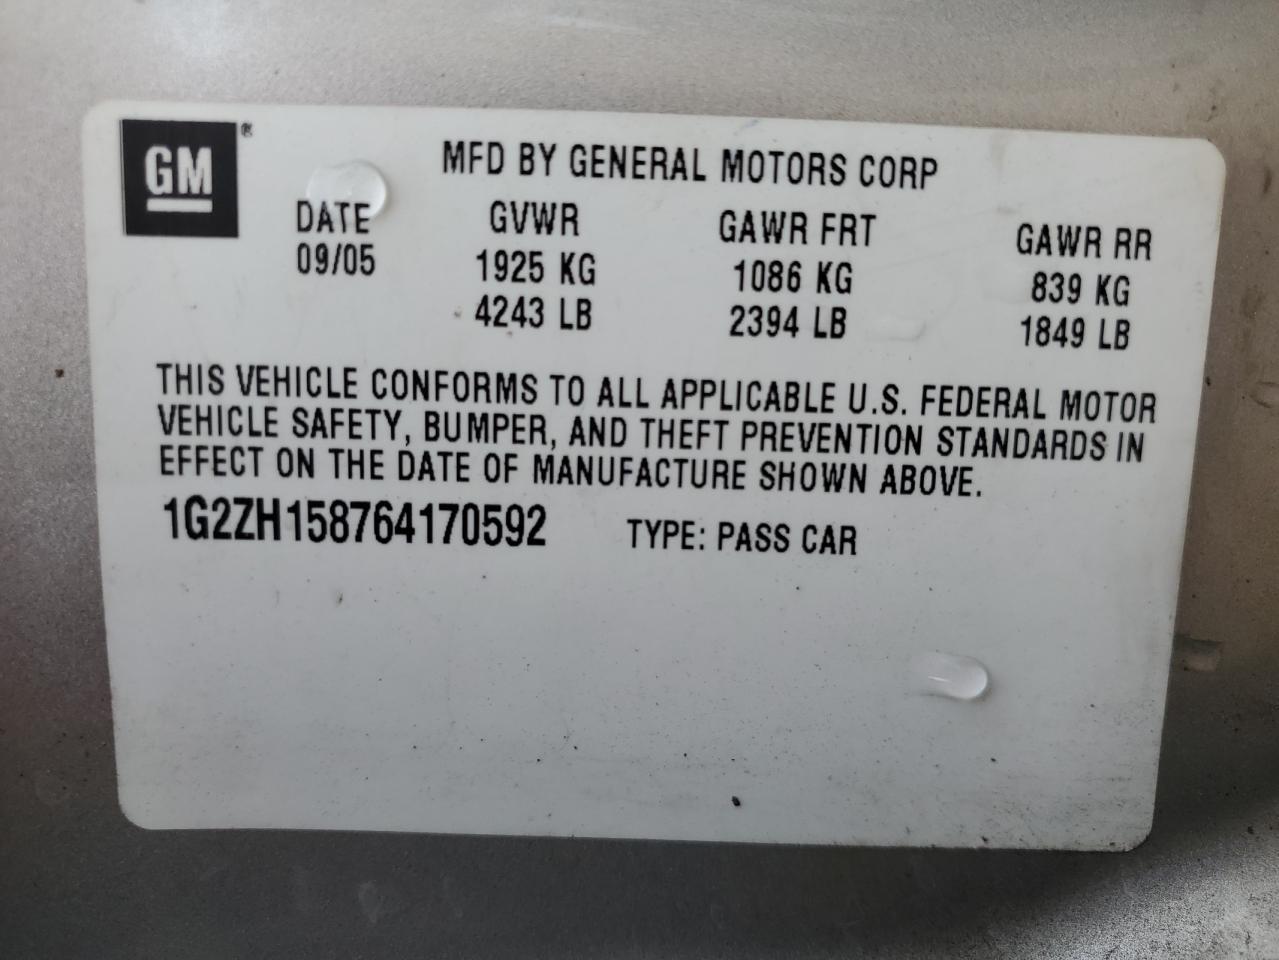 GM ®
MFD BY GENERAL MOTORS CORP
DATE GVWR GAWR FRT GAWR RR
09/05 1925 KG 1086 KG 839 KG
4243 LB 2394 LB 1849 LB
THIS VEHICLE CONFORMS TO ALL APPLICABLE U.S. FEDERAL MOTOR
VEHICLE SAFETY, BUMPER, AND THEFT PREVENTION STANDARDS IN
EFFECT ON THE DATE OF MANUFACTURE SHOWN ABOVE.
1G2ZH158764170592 TYPE: PASS CAR